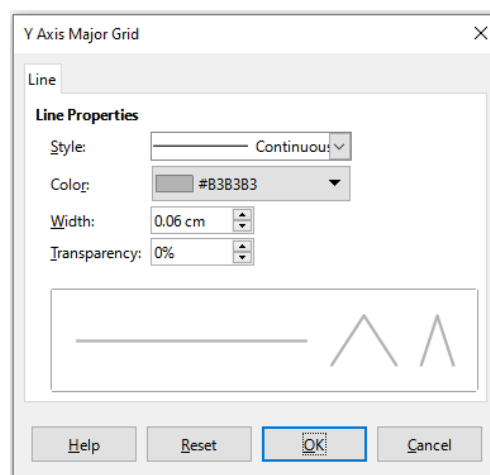 Y Axis Major Grid
Line
Line Properties
Style: Continuous
Color: #B3B3B3
Width: 0.06 cm
Transparency: 0%
Help Reset OK Cancel